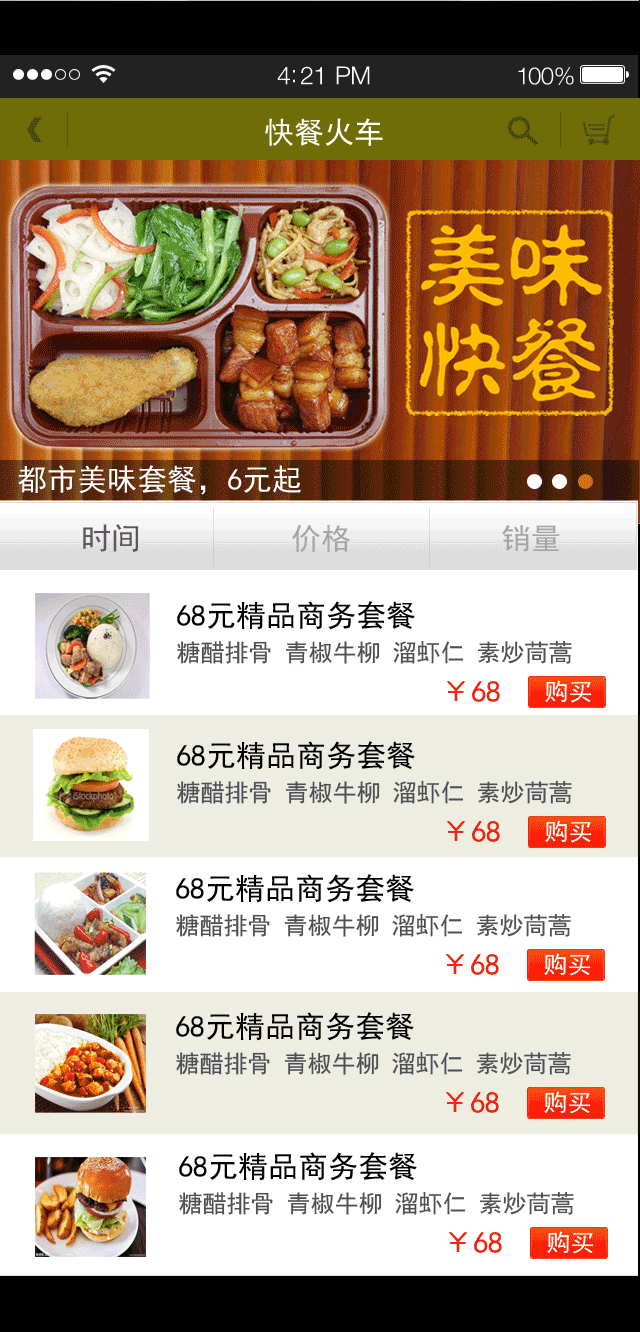 4:21 PM 100%
快餐火车
美味
快餐
都市美味套餐，6元起
时间 价格 销量
68元精品商务套餐
糖醋排骨 青椒牛柳 溜虾仁 素炒茼蒿
￥68 购买
68元精品商务套餐
iStockphoto
糖醋排骨 青椒牛柳 溜虾仁 素炒茼蒿
￥68 购买
68元精品商务套餐
糖醋排骨 青椒牛柳 溜虾仁 素炒茼蒿
￥68 购买
68元精品商务套餐
糖醋排骨 青椒牛柳 溜虾仁 素炒茼蒿
￥68 购买
68元精品商务套餐
糖醋排骨 青椒牛柳 溜虾仁 素炒茼蒿
￥68 购买